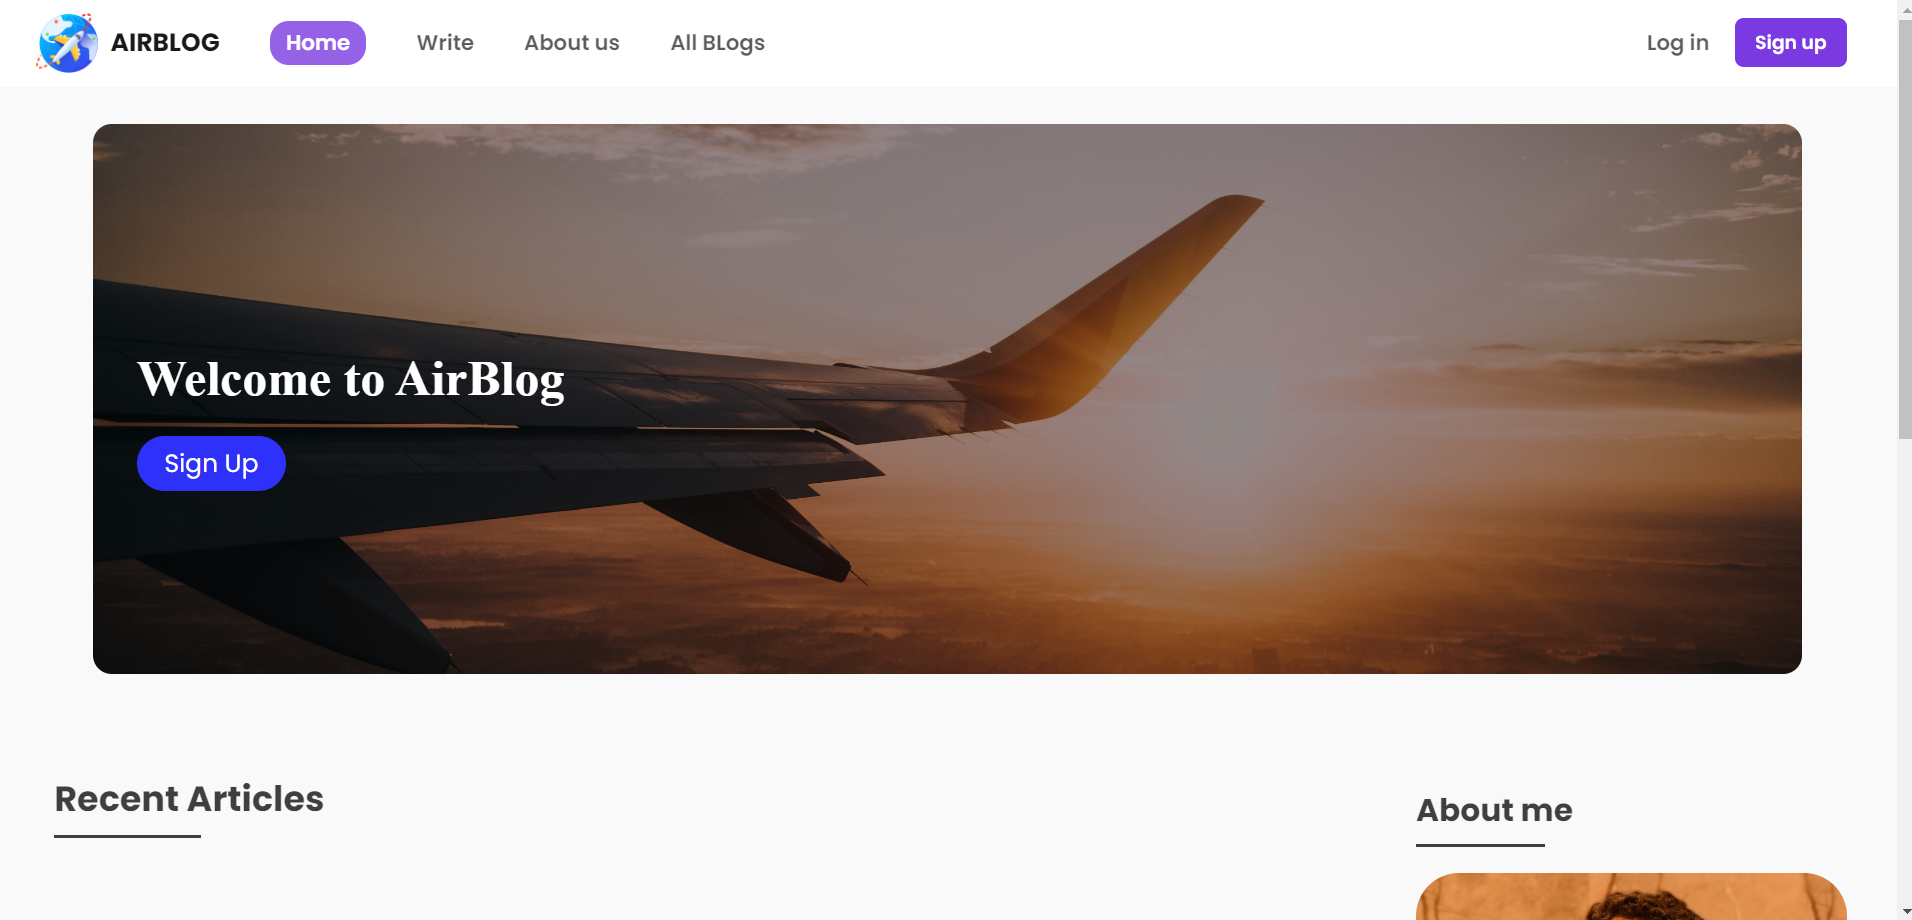 AIRBLOG
Home
Write
About us
All BLogs
Log in
Sign up
Welcome to AirBlog
Sign Up
Recent Articles
About me